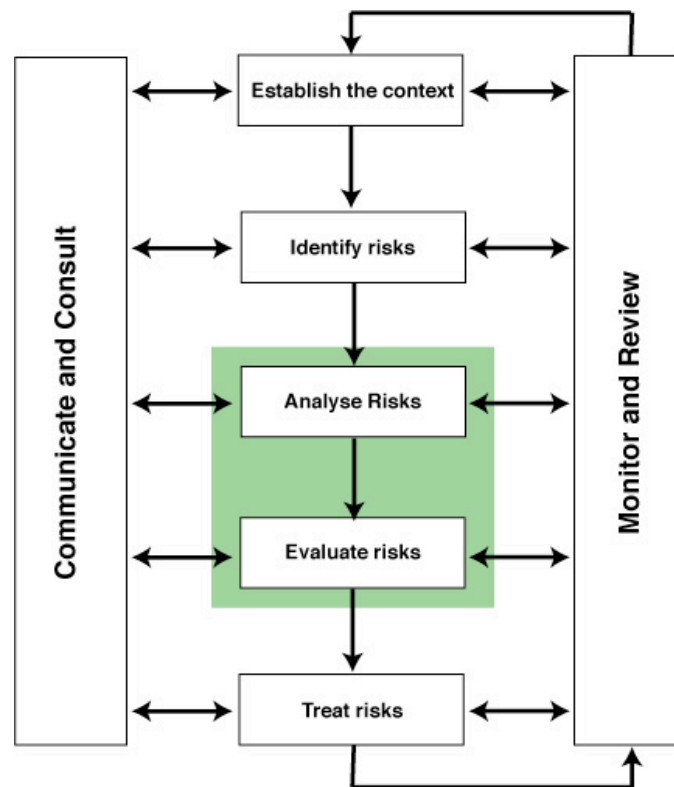 Establish the context
Identify risks
Analyse Risks
Evaluate risks
Treat risks
Communicate and Consult
Monitor and Review